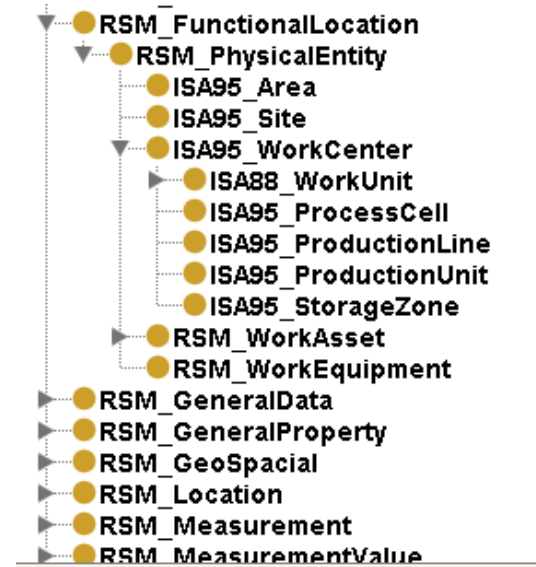 RSM_FunctionalLocation
RSM_PhysicalEntity
ISA95_Area
ISA95_Site
ISA95_WorkCenter
ISA88_WorkUnit
ISA95_ProcessCell
ISA95_ProductionLine
ISA95_ProductionUnit
ISA95_StorageZone
RSM_WorkAsset
RSM_WorkEquipment
RSM_GeneralData
RSM_GeneralProperty
RSM_GeoSpacial
RSM_Location
RSM_Measurement
RSM_MeasurementValue